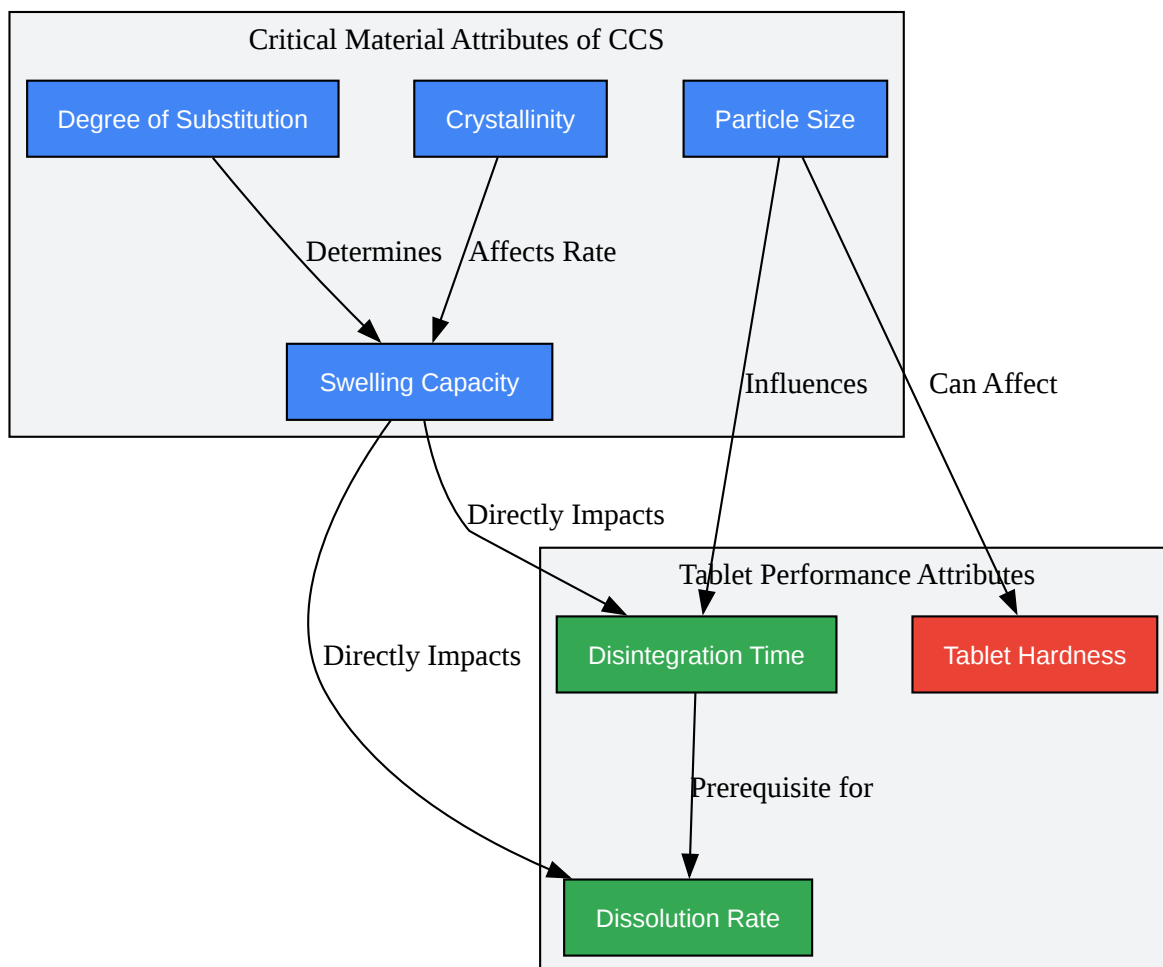 Critical Material Attributes of CCS
Degree of Substitution
Crystallinity
Particle Size
Determines
Affects Rate
Swelling Capacity
Influences
Can Affect
Directly Impacts
Tablet Performance Attributes
Directly Impacts
Disintegration Time
Tablet Hardness
Prerequisite for
Dissolution Rate